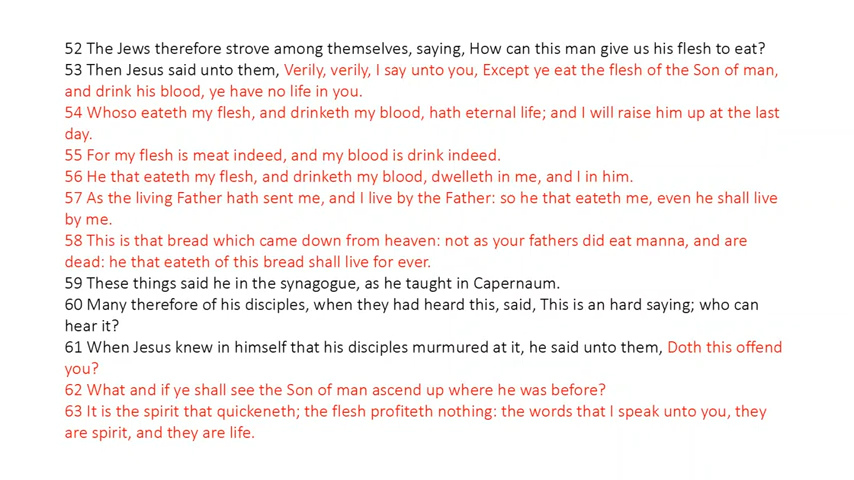 52 The Jews therefore strove among themselves, saying, How can this man give us his flesh to eat?
53 Then Jesus said unto them, Verily, verily, I say unto you, Except ye eat the flesh of the Son of man,
and drink his blood, ye have no life in you.
54 Whoso eateth my flesh, and drinketh my blood, hath eternal life; and I will raise him up at the last
day.
55 For my flesh is meat indeed, and my blood is drink indeed.
56 He that eateth my flesh, and drinketh my blood, dwelleth in me, and I in him.
57 As the living Father hath sent me, and I live by the Father: so he that eateth me, even he shall live
by me.
58 This is that bread which came down from heaven: not as your fathers did eat manna, and are
dead: he that eateth of this bread shall live for ever.
59 These things said he in the synagogue, as he taught in Capernaum.
60 Many therefore of his disciples, when they had heard this, said, This is an hard saying; who can
hear it?
61 When Jesus knew in himself that his disciples murmured at it, he said unto them, Doth this offend
you?
62 What and if ye shall see the Son of man ascend up where he was before?
63 It is the spirit that quickeneth; the flesh profiteth nothing: the words that I speak unto you, they
are spirit, and they are life.